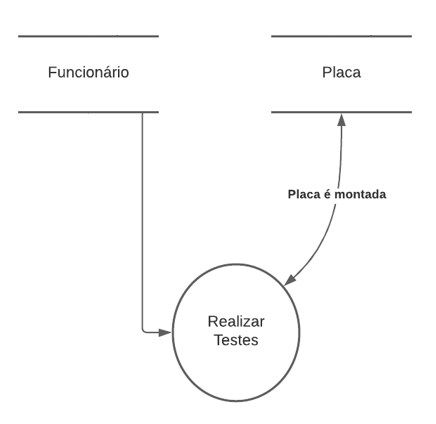 Funcionário
Placa
Placa é montada
Realizar
Testes